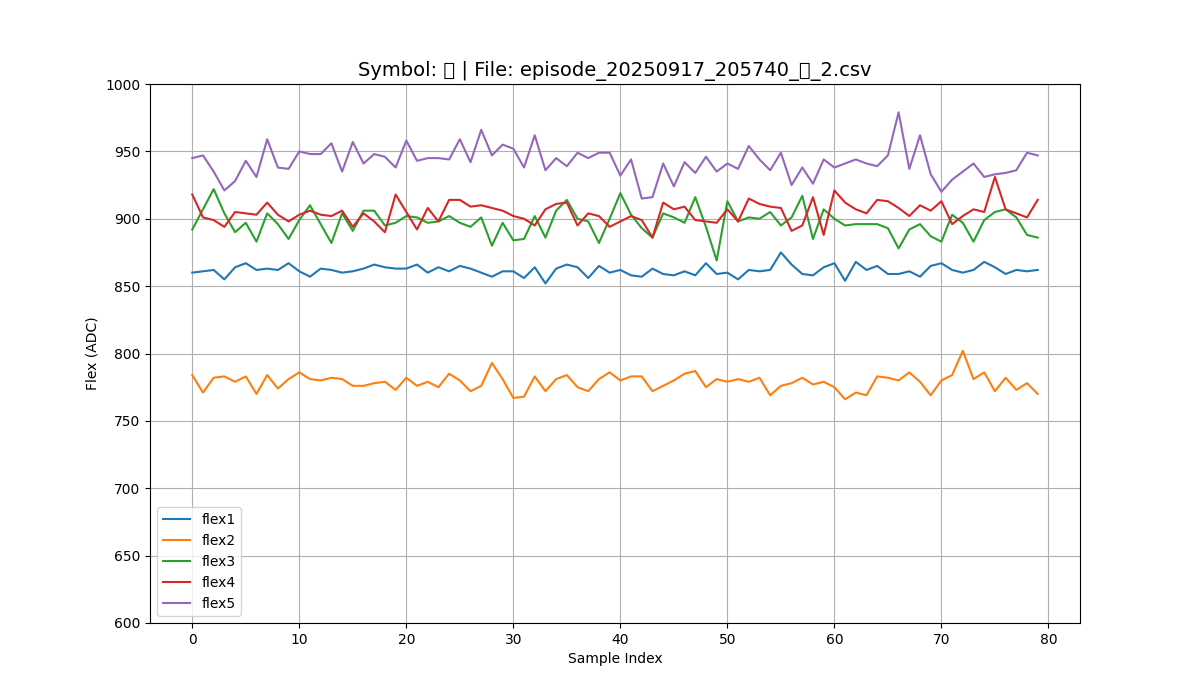 Symbol: ▯ | File: episode_20250917_205740_▯_2.csv
1000
950
900
850
800
750
700
650
600
Flex (ADC)
flex1
flex2
flex3
flex4
flex5
0 10 20 30 40 50 60 70 80
Sample Index